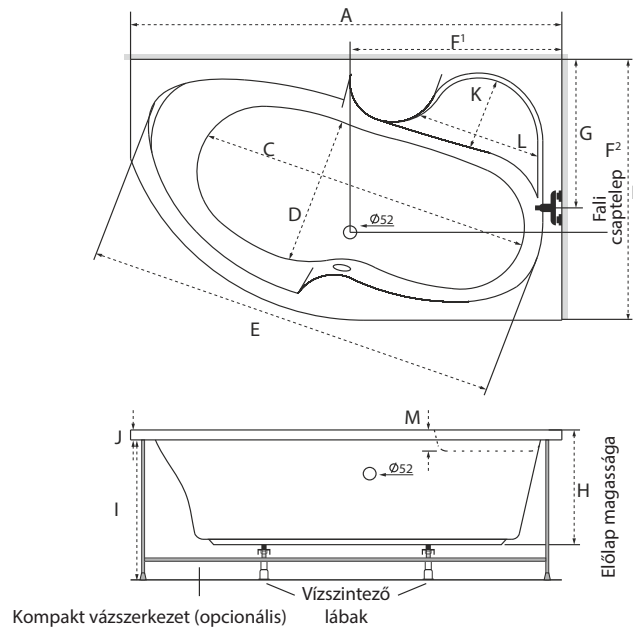 A
F¹
K
G
F²
L
C
D
Ø52
Fali
csaptelep
E
M
J
Ø52
H
I
Előlap magassága
Vízszintező
Kompakt vázszerkezet (opcionális)
lábak